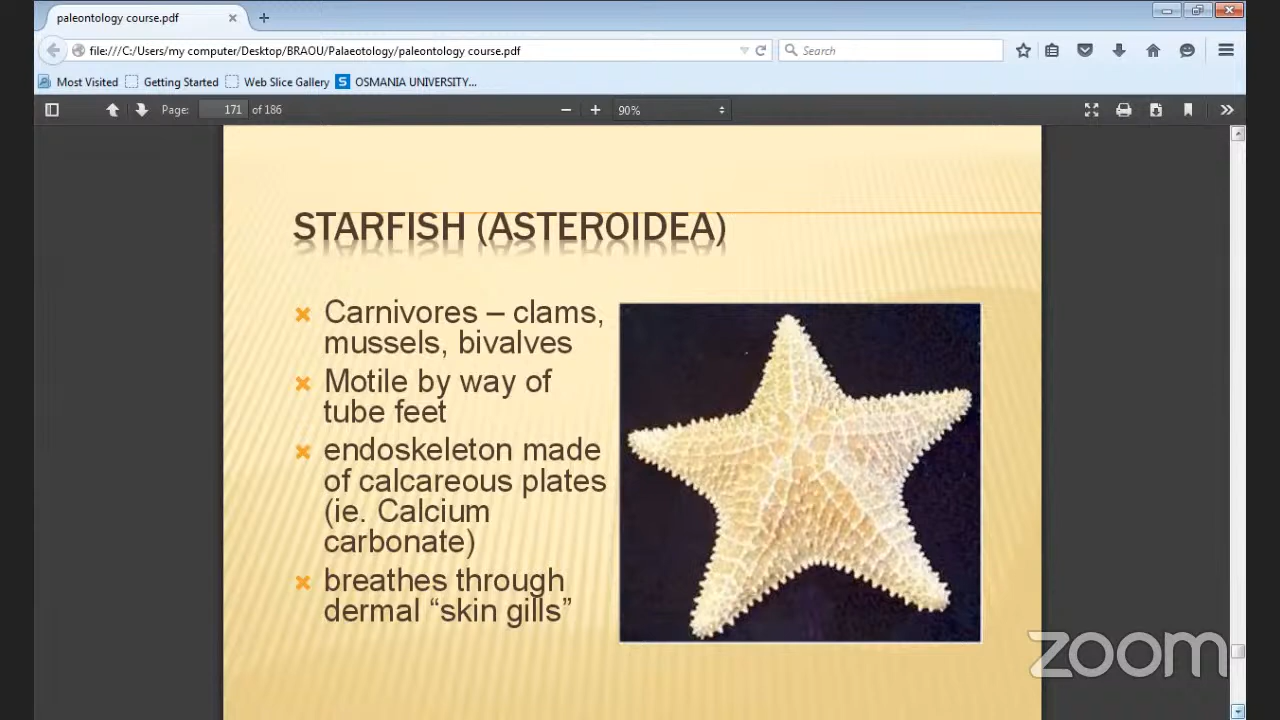 paleontology course.pdf
file:///C:/Users/my computer/Desktop/BRAOU/Palaeotology/paleontology course.pdf
Search
Most Visited Getting Started Web Slice Gallery OSMANIA UNIVERSITY...
Page: 171 of 186 90%
STARFISH (ASTEROIDEA)
Carnivores – clams,
mussels, bivalves
Motile by way of
tube feet
endoskeleton made
of calcareous plates
(ie. Calcium
carbonate)
breathes through
dermal “skin gills”
zoom